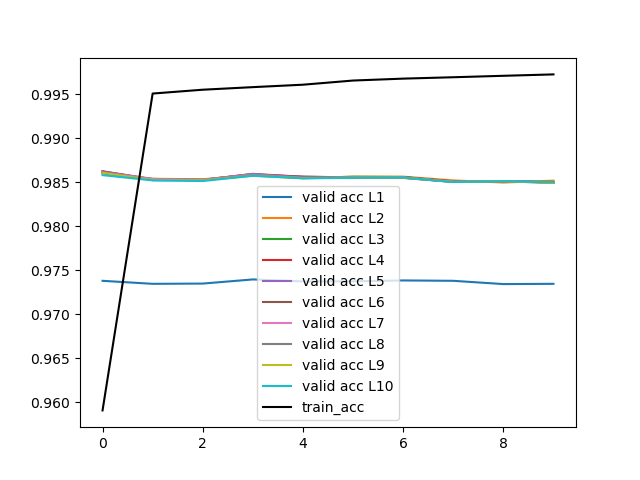 0.995
0.990
0.985
0.980
0.975
0.970
0.965
0.960
valid acc L1
valid acc L2
valid acc L3
valid acc L4
valid acc L5
valid acc L6
valid acc L7
valid acc L8
valid acc L9
valid acc L10
train_acc
0 2 4 6 8